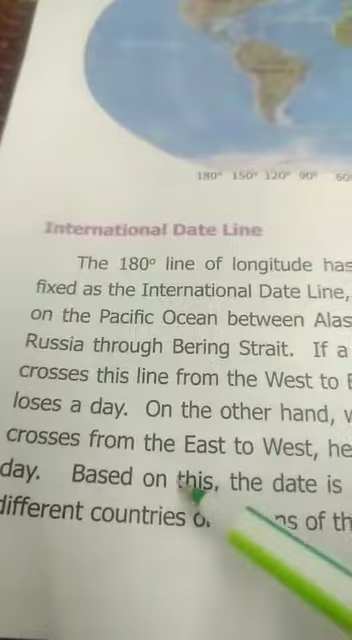 180° 150° 120° 90° 60°
International Date Line
The 180° line of longitude has
fixed as the International Date Line,
on the Pacific Ocean between
Russia through Bering Strait. If a
crosses this line from the West to
loses a day. On the other hand,
crosses from the East to West, he
day. Based on this, the date is
different countries of